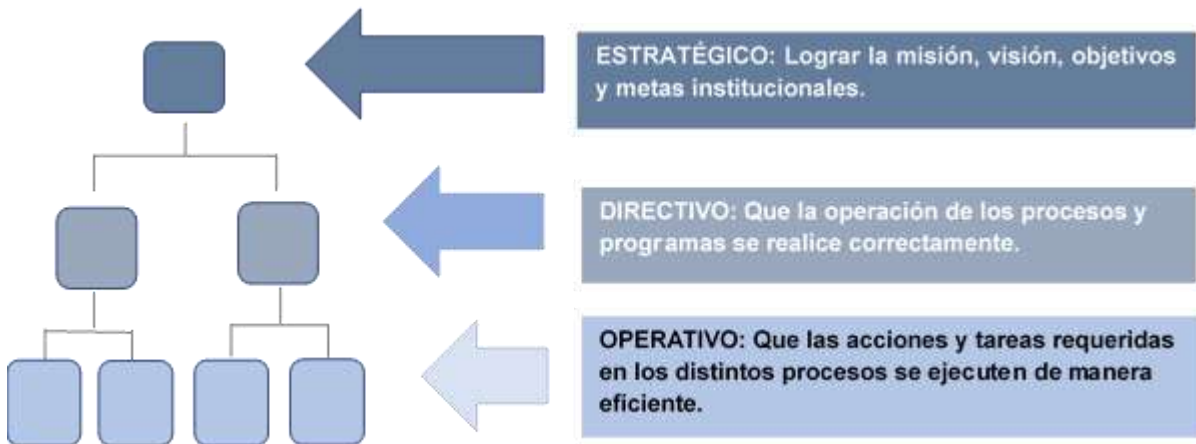 ESTRATÉGICO: Lograr la misión, visión, objetivos
y metas institucionales.
DIRECTIVO: Que la operación de los procesos y
programas se realice correctamente.
OPERATIVO: Que las acciones y tareas requeridas
en los distintos procesos se ejecuten de manera
eficiente.